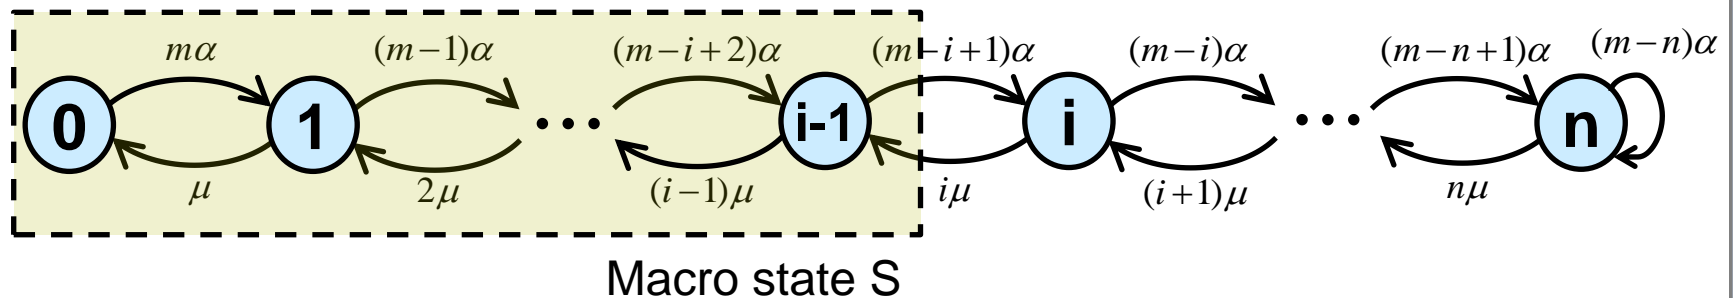 mα (m−1)α (m−i+2)α (m−i+1)α (m−i)α (m−n+1)α (m−n)α
0 1 ... i-1 i ... n
μ 2μ (i−1)μ iμ (i+1)μ nμ
Macro state S